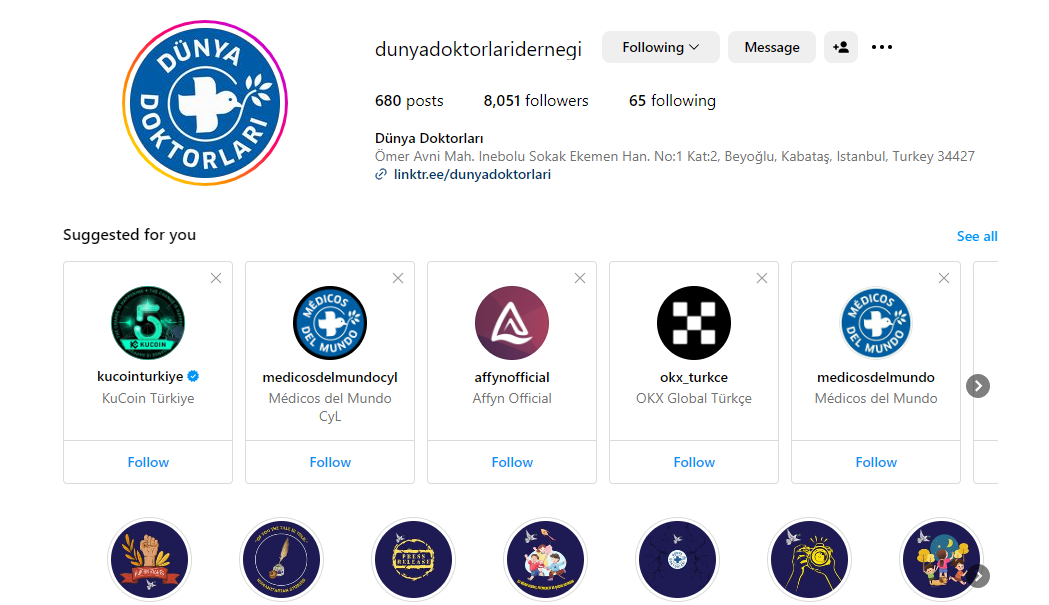 DÜNYA
DOKTORLARI
dunyadoktorlaridernegi
Following
Message
680 posts
8,051 followers
65 following
Dünya Doktorları
Ömer Avni Mah. Inebolu Sokak Ekemen Han. No:1 Kat:2, Beyoğlu, Kabataş, Istanbul, Turkey 34427
linktr.ee/dunyadoktorlari
Suggested for you
See all
5
KUCOIN
kucointurkiye
KuCoin Türkiye
Follow
MÉDICOS
DEL MUNDO
medicosdelmundocyl
Médicos del Mundo
CyL
Follow
affynofficial
Affyn Official
Follow
okx_turkce
OKX Global Türkçe
Follow
MÉDICOS
DEL MUNDO
medicosdelmundo
Médicos del Mundo
Follow
PRESS
RELEASE